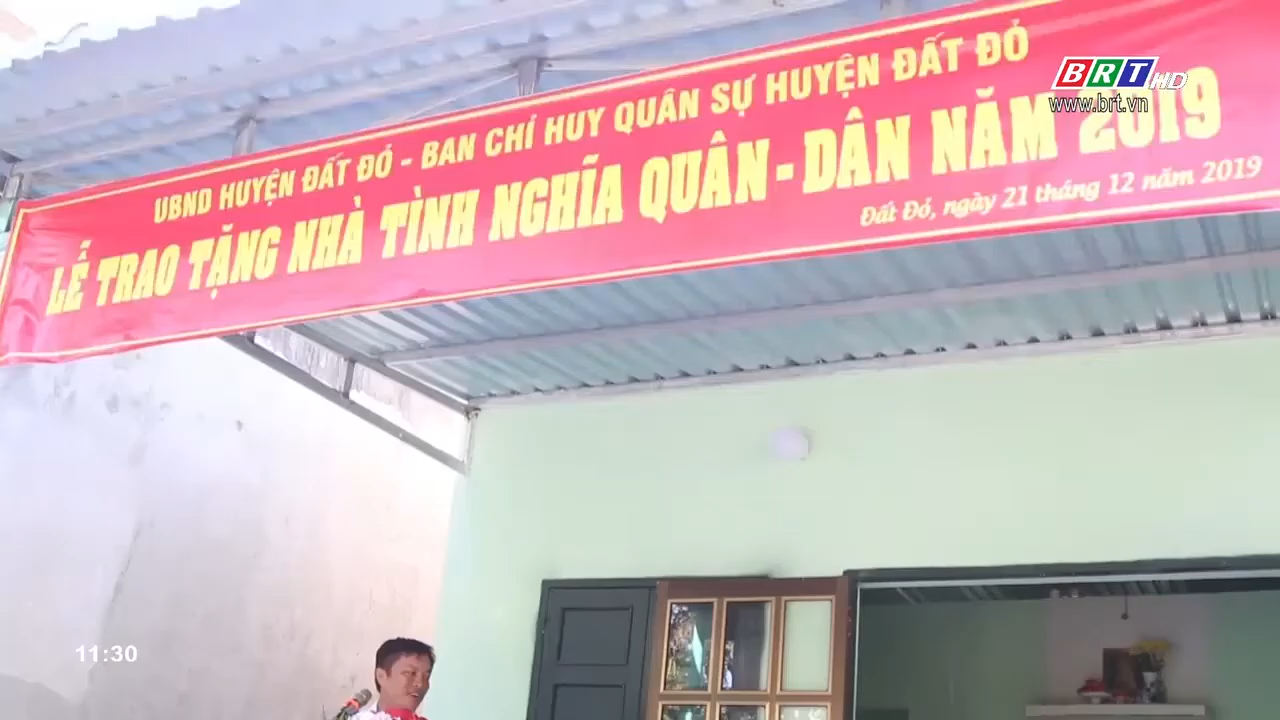 BRT HD
www.brt.vn
UBND HUYỆN ĐẤT ĐỎ - BAN CHỈ HUY QUÂN SỰ HUYỆN ĐẤT ĐỎ
LỄ TRAO TẶNG NHÀ TÌNH NGHĨA QUÂN - DÂN NĂM 2019
Đất Đỏ, ngày 21 tháng 12 năm 2019
11:30